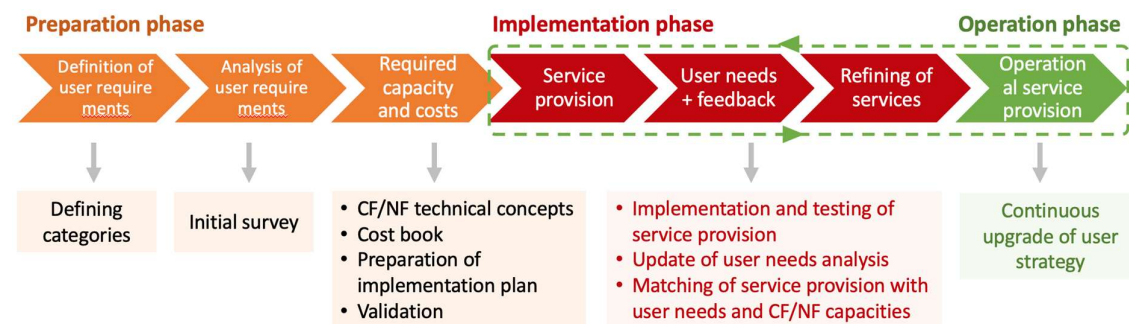 Preparation phase
Implementation phase
Operation phase
Definition of
user require
ments
Analysis of
user require
ments
Required
capacity
and costs
Service
provision
User needs
+ feedback
Refining of
services
Operation
al service
provision
Defining
categories
Initial survey
• CF/NF technical concepts
• Cost book
• Preparation of
implementation plan
• Validation
• Implementation and testing of
service provision
• Update of user needs analysis
• Matching of service provision with
user needs and CF/NF capacities
Continuous
upgrade of user
strategy